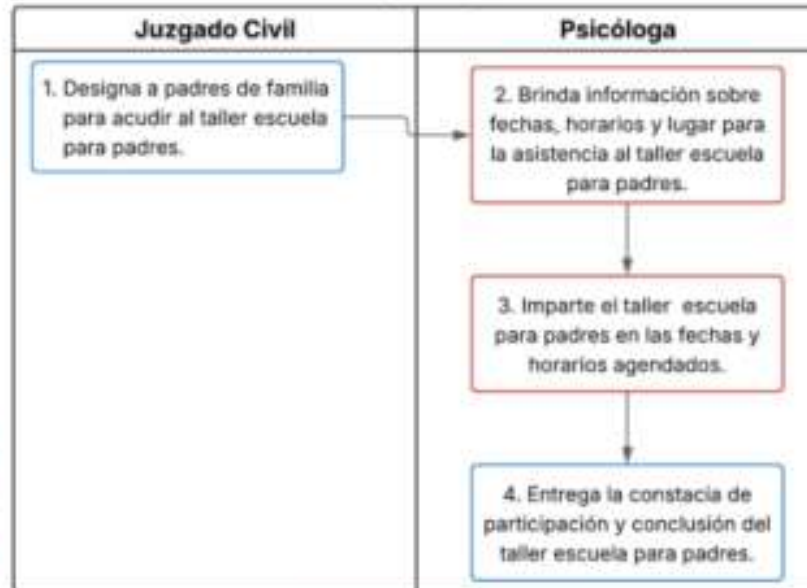 Juzgado Civil
Psicóloga
1. Designa a padres de familia
para acudir al taller escuela
para padres.
2. Brinda información sobre
fechas, horarios y lugar para
la asistencia al taller escuela
para padres.
3. Imparte el taller escuela
para padres en las fechas y
horarios agendados.
4. Entrega la constacia de
participación y conclusión del
taller escuela para padres.